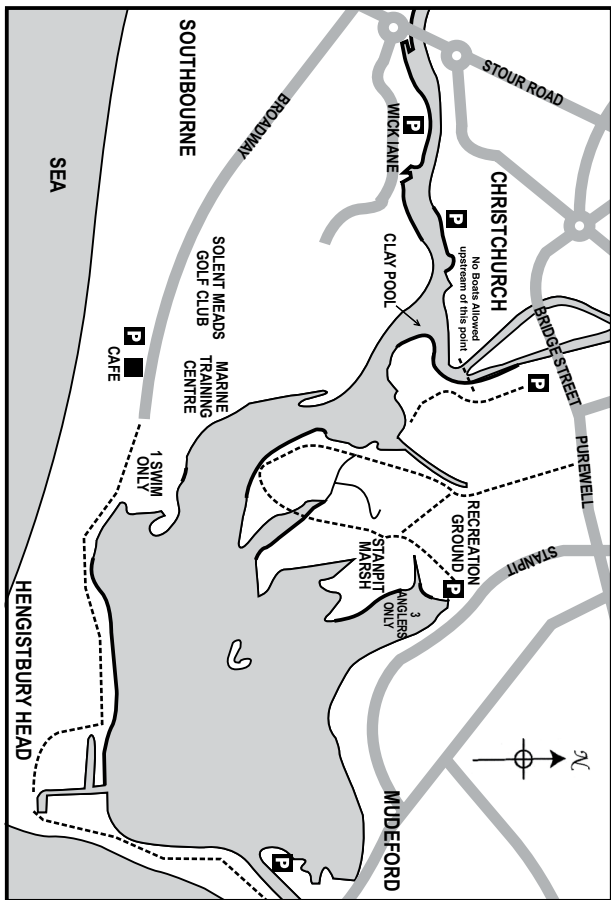 STOUR ROAD
CHRISTCHURCH
BRIDGE STREET
PUREWELL
STANPIT
N
P
P
No Boats Allowed
upstream of this point
P
WICK LANE
CLAY POOL
RECREATION
GROUND
P
3
ANGLERS
ONLY
STANPIT
MARSH
MUDEFORD
P
BROADWAY
SOUTHBOURNE
SOLENT MEADS
GOLF CLUB
MARINE
TRAINING
CENTRE
P
CAFE
1 SWIM
ONLY
SEA
HENGISTBURY HEAD